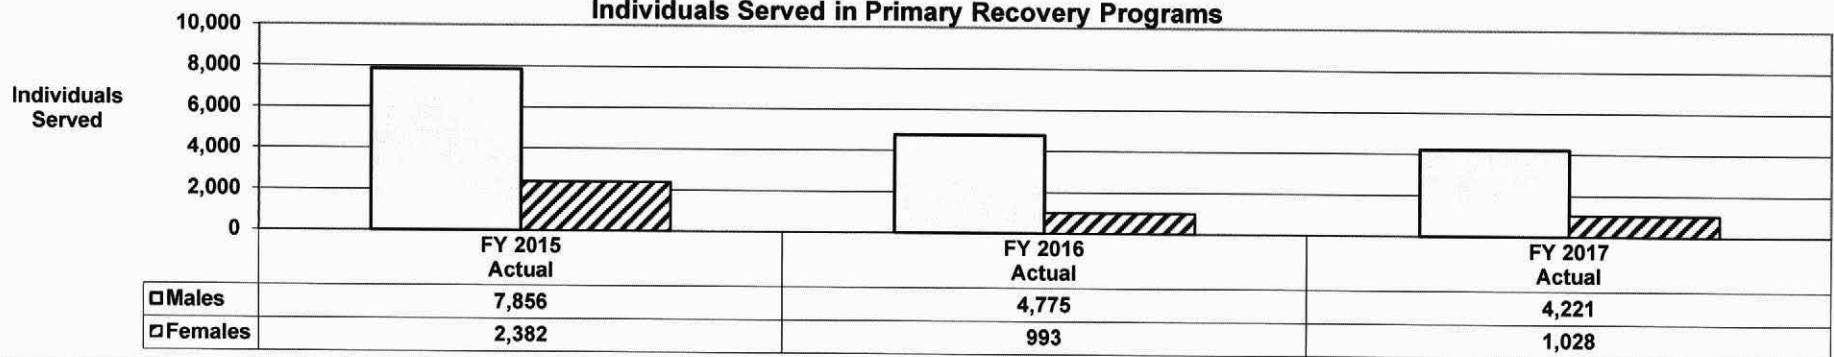 Individuals Served in Primary Recovery Programs
10,000
8,000
6,000
4,000
2,000
0
Individuals
Served
FY 2015
Actual
FY 2016
Actual
FY 2017
Actual
Males 7,856 4,775 4,221
Females 2,382 993 1,028